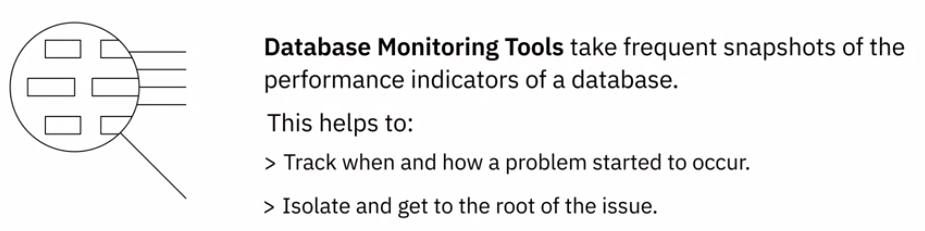 Database Monitoring Tools take frequent snapshots of the
performance indicators of a database.
This helps to:
> Track when and how a problem started to occur.
> Isolate and get to the root of the issue.